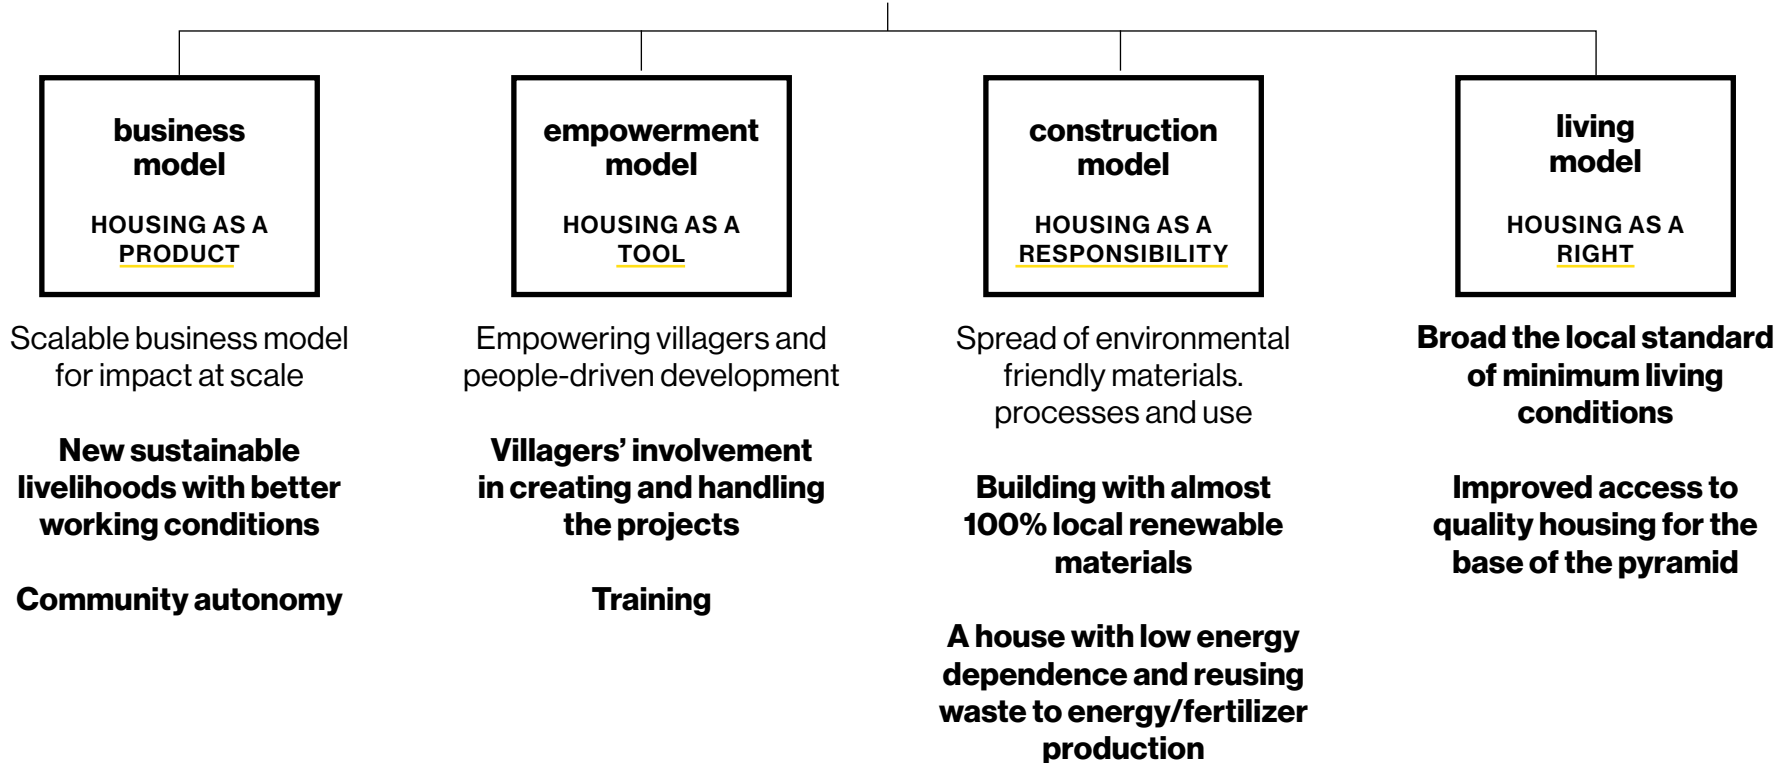 business
model
HOUSING AS A
PRODUCT
Scalable business model
for impact at scale
New sustainable
livelihoods with better
working conditions
Community autonomy
empowerment
model
HOUSING AS A
TOOL
Empowering villagers and
people-driven development
Villagers’ involvement
in creating and handling
the projects
Training
construction
model
HOUSING AS A
RESPONSIBILITY
Spread of environmental
friendly materials.
processes and use
Building with almost
100% local renewable
materials
A house with low energy
dependence and reusing
waste to energy/fertilizer
production
living
model
HOUSING AS A
RIGHT
Broad the local standard
of minimum living
conditions
Improved access to
quality housing for the
base of the pyramid